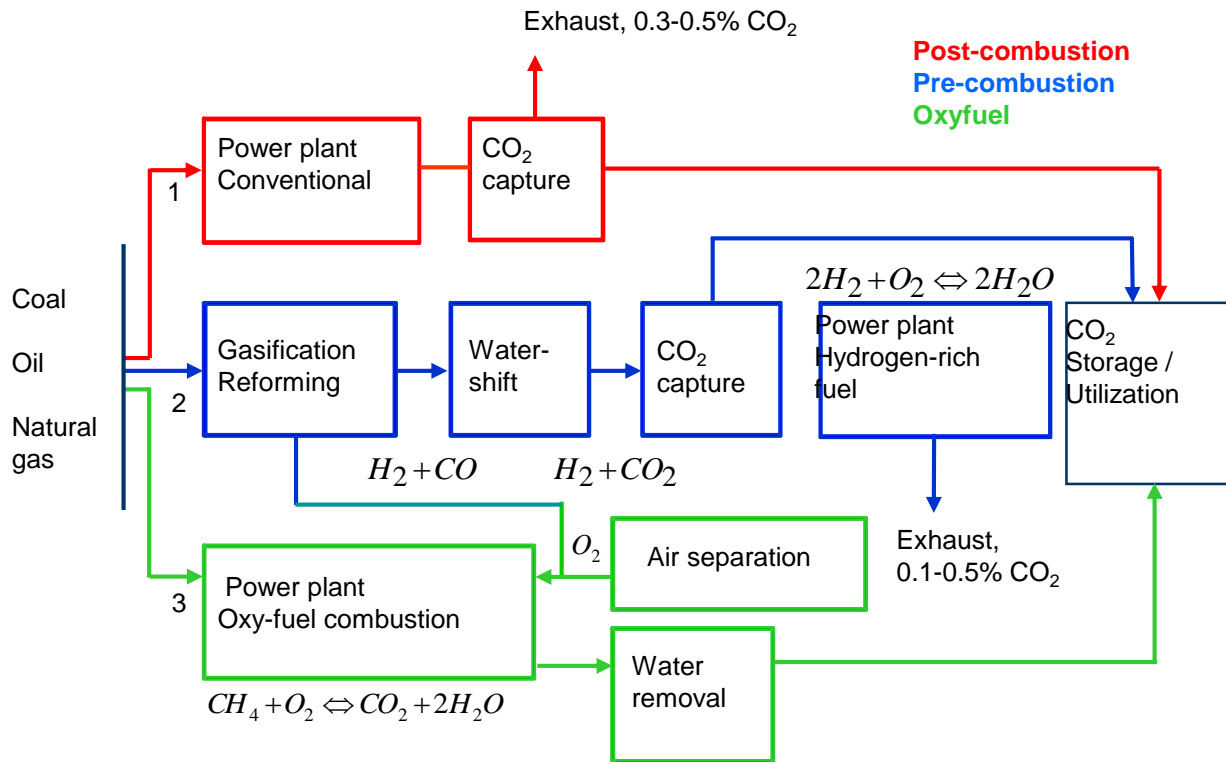 Exhaust, 0.3-0.5% CO₂
Post-combustion
Pre-combustion
Oxyfuel
Power plant
Conventional
CO₂
capture
1
Coal
Oil
Natural
gas
2
Gasification
Reforming
Water-
shift
CO₂
capture
2H₂+O₂ ⇔ 2H₂O
Power plant
Hydrogen-rich
fuel
CO₂
Storage /
Utilization
H₂+CO
H₂+CO₂
Exhaust,
0.1-0.5% CO₂
3
Power plant
Oxy-fuel combustion
O₂
Air separation
Water
removal
CH₄+O₂ ⇔ CO₂+2H₂O